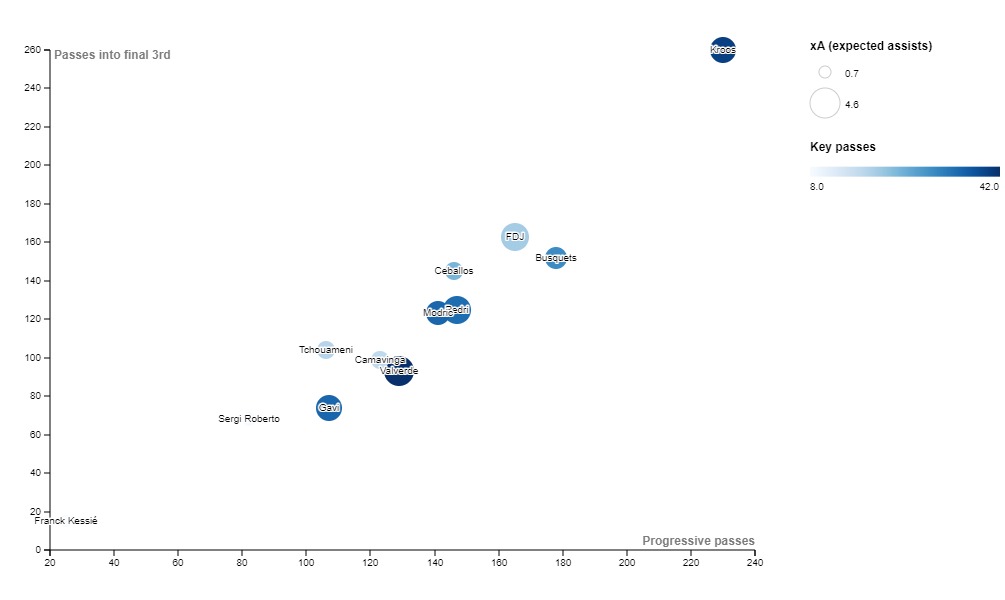 Passes into final 3rd
260
240
220
200
180
160
140
120
100
80
60
40
20
0
Kroos
FDJ
Busquets
Ceballos
Modric
Pedri
Tchouameni
Camavinga
Valverde
Gavi
Sergi Roberto
Franck Kessié
Progressive passes
20 40 60 80 100 120 140 160 180 200 220 240
xA (expected assists)
0.7
4.6
Key passes
8.0 42.0